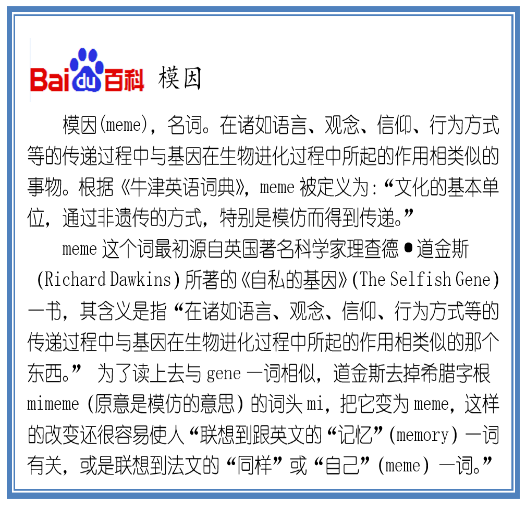 Bai du 百科 模因
模因(meme)，名词。在诸如语言、观念、信仰、行为方式
等的传递过程中与基因在生物进化过程中所起的作用相类似的
事物。根据《牛津英语词典》，meme 被定义为：“文化的基本单
位，通过非遗传的方式，特别是模仿而得到传递。”
meme 这个词最初源自英国著名科学家理查德•道金斯
（Richard Dawkins）所著的《自私的基因》（The Selfish Gene）
一书，其含义是指“在诸如语言、观念、信仰、行为方式等的
传递过程中与基因在生物进化过程中所起的作用相类似的那个
东西。” 为了读上去与 gene 一词相似，道金斯去掉希腊字根
mimeme（原意是模仿的意思）的词头 mi，把它变为 meme，这样
的改变还很容易使人“联想到跟英文的“记忆”（memory）一词
有关，或是联想到法文的“同样”或“自己”（meme）一词。”